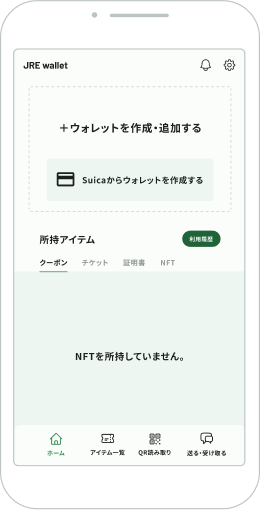 JRE wallet
＋ウォレットを作成・追加する
Suicaからウォレットを作成する
所持アイテム
利用履歴
クーポン チケット 証明書 NFT
NFTを所持していません。
ホーム アイテム一覧 QR読み取り 送る・受け取る